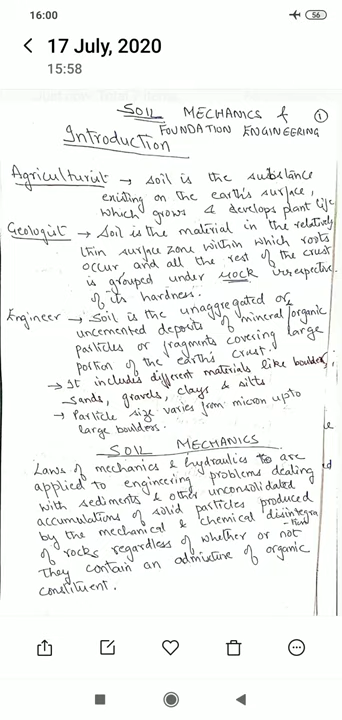 16:00
56
17 July, 2020
15:58
SOIL MECHANICS &
①
Introduction
FOUNDATION ENGINEERING
Agriculturist → Soil is the substance
existing on the earth's surface,
which grows & develops plant life
Geologist → Soil is the material in the relatively
thin surface zone within which roots
occur, and all the rest of the crust
is grouped under rock irrespective
of its hardness.
Engineer → Soil is the unaggregated or
uncemented deposits of mineral/organic
particles or fragments covering large
portion of the earth's crust.
→ It includes different materials like boulders,
sands, gravels, clays & silts
→ Particle size varies from micron upto
large boulders.
SOIL MECHANICS
Laws of mechanics & hydraulics are
applied to engineering problems dealing
with sediments & other unconsolidated
accumulations of solid particles produced
by the mechanical & chemical disintegra
-tion
of rocks regardless of whether or not
They contain an admixture of organic
constituent.